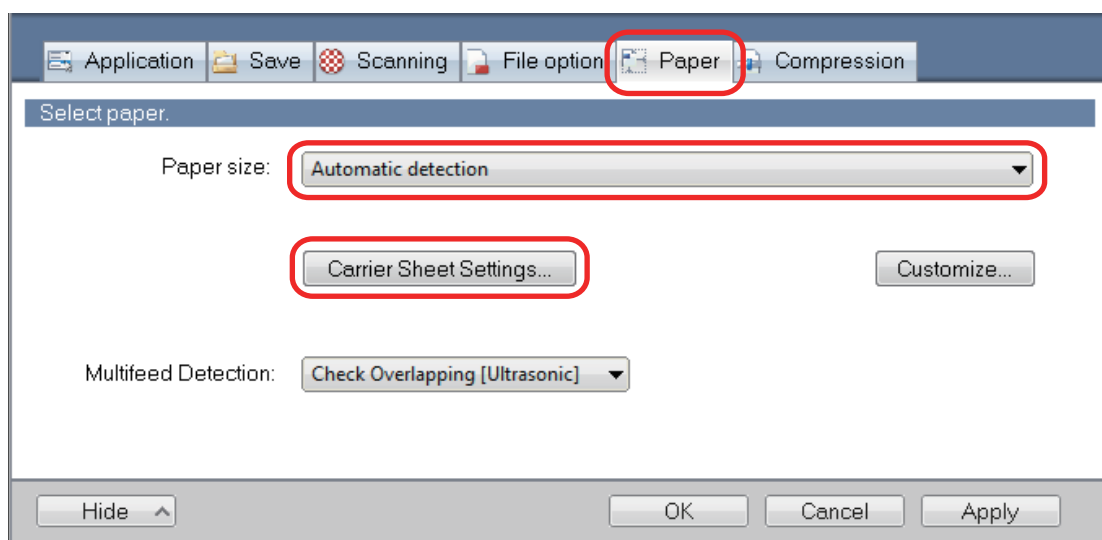 Application Save Scanning File option Paper Compression
Select paper.
Paper size: Automatic detection
Carrier Sheet Settings... Customize...
Multifeed Detection: Check Overlapping [Ultrasonic]
Hide OK Cancel Apply